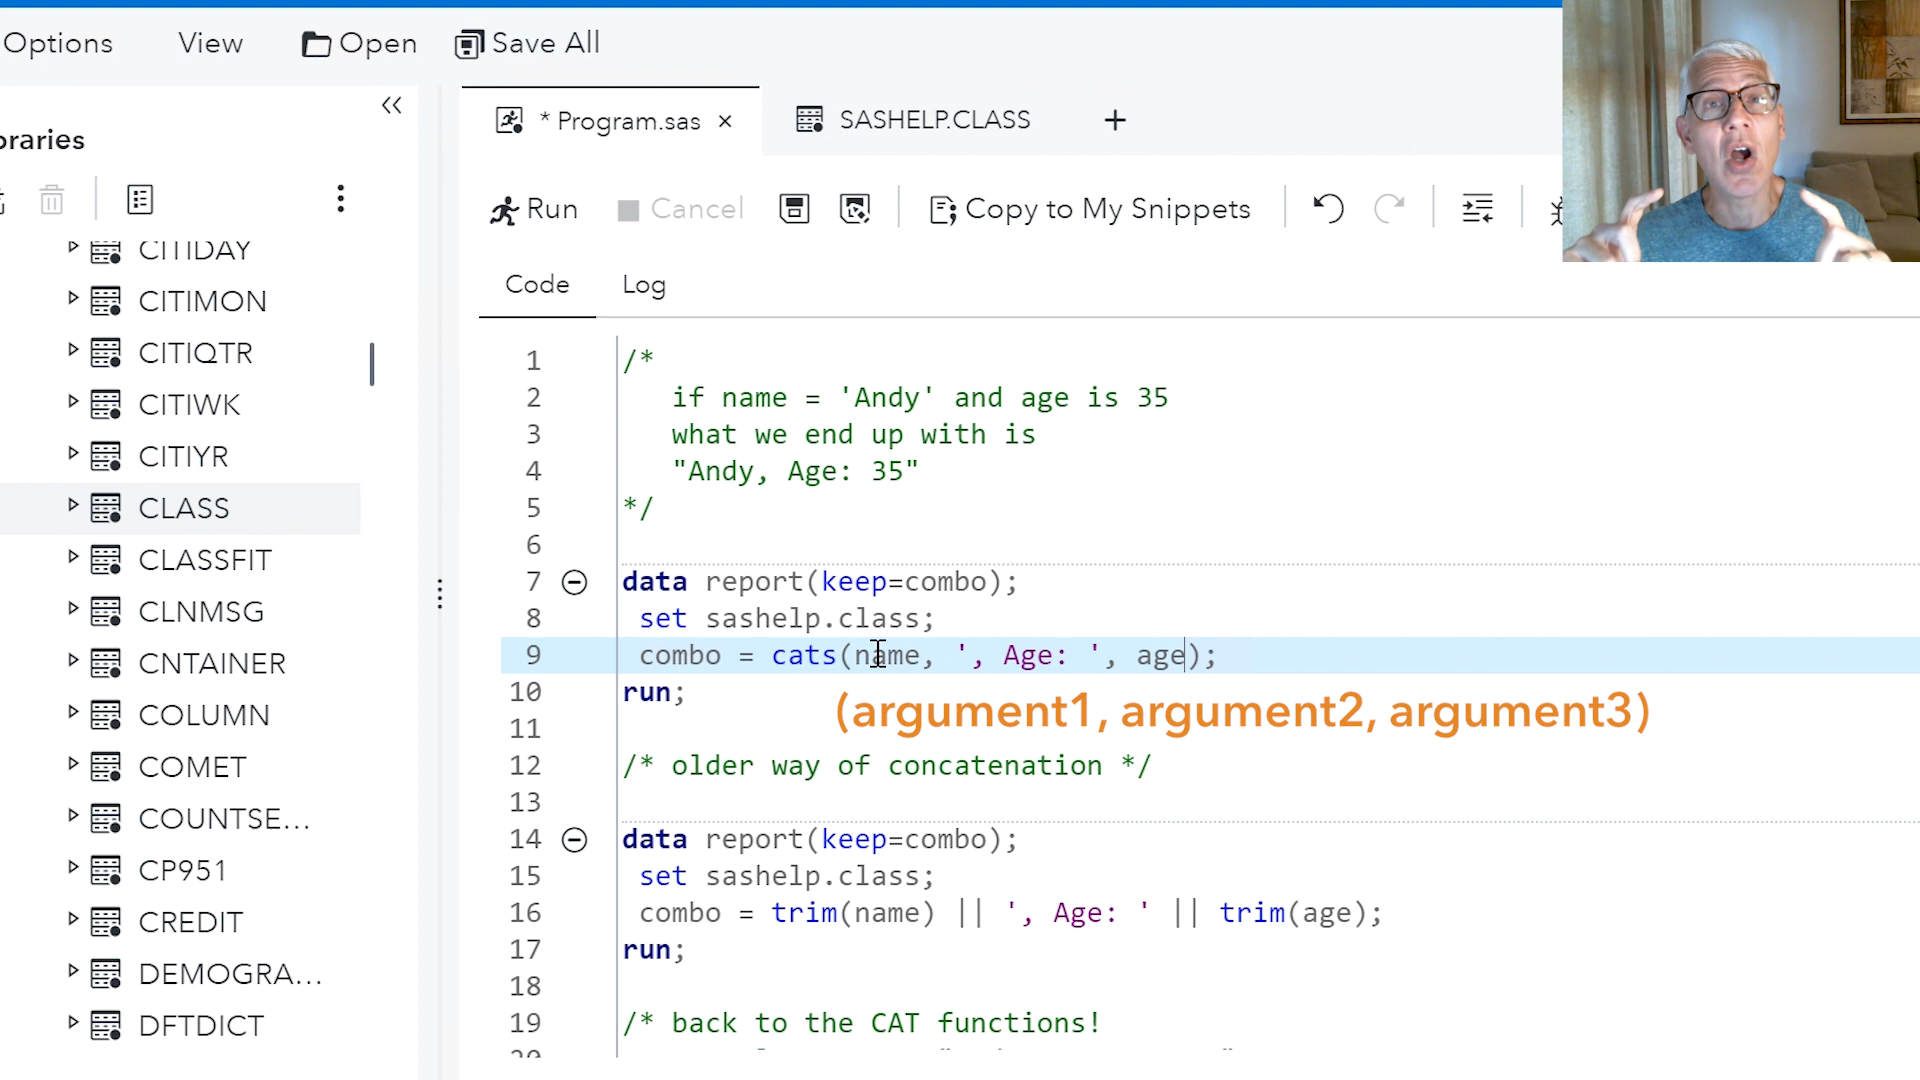 Options View Open Save All
braries
CITIDAY
CITIMON
CITIQTR
CITIWK
CITIYR
CLASS
CLASSFIT
CLNMSG
CNTAINER
COLUMN
COMET
COUNTSE...
CP951
CREDIT
DEMOGRA...
DFTDICT
* Program.sas SASHELP.CLASS
Run Cancel Copy to My Snippets
Code Log
1 /*
2 if name = 'Andy' and age is 35
3 what we end up with is
4 "Andy, Age: 35"
5 */
6
7 data report(keep=combo);
8 set sashelp.class;
9 combo = cats(name, ', Age: ', age);
10 run;
(argument1, argument2, argument3)
11
12 /* older way of concatenation */
13
14 data report(keep=combo);
15 set sashelp.class;
16 combo = trim(name) || ', Age: ' || trim(age);
17 run;
18
19 /* back to the CAT functions!